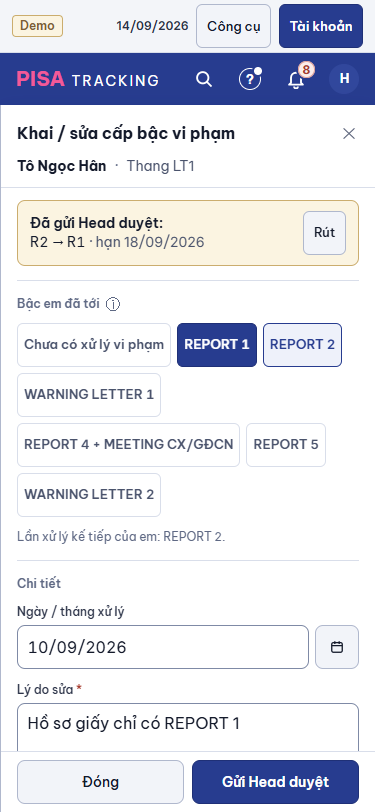 Demo 14/09/2026 Công cụ Tài khoản
PISA TRACKING ? 8 H
Khai / sửa cấp bậc vi phạm
Tô Ngọc Hân · Thang LT1
Đã gửi Head duyệt:
R2 → R1 · hạn 18/09/2026
Rút
Bậc em đã tới
Chưa có xử lý vi phạm REPORT 1 REPORT 2
WARNING LETTER 1
REPORT 4 + MEETING CX/GĐCN REPORT 5
WARNING LETTER 2
Lần xử lý kế tiếp của em: REPORT 2.
Chi tiết
Ngày / tháng xử lý
10/09/2026
Lý do sửa *
Hồ sơ giấy chỉ có REPORT 1
Đóng Gửi Head duyệt